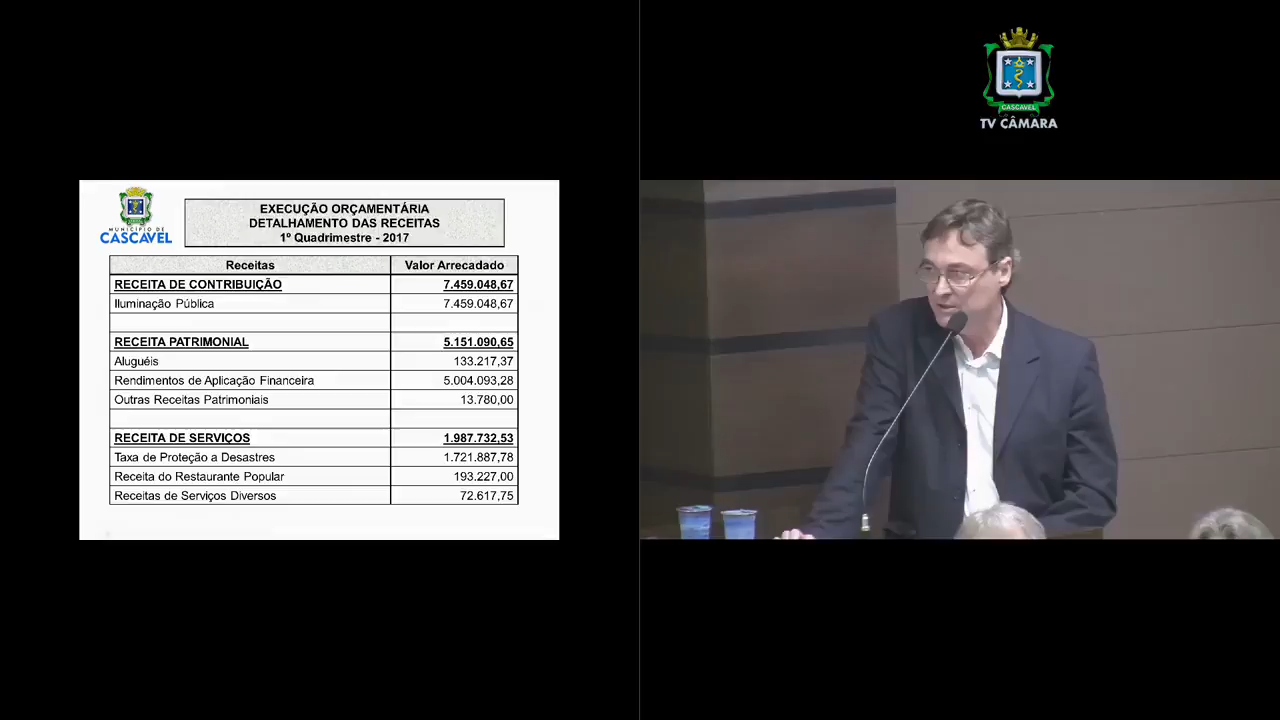 MUNICÍPIO DE
CASCAVEL
EXECUÇÃO ORÇAMENTÁRIA
DETALHAMENTO DAS RECEITAS
1º Quadrimestre - 2017
Receitas Valor Arrecadado
RECEITA DE CONTRIBUIÇÃO 7.459.048,67
Iluminação Pública 7.459.048,67
RECEITA PATRIMONIAL 5.151.090,65
Aluguéis 133.217,37
Rendimentos de Aplicação Financeira 5.004.093,28
Outras Receitas Patrimoniais 13.780,00
RECEITA DE SERVIÇOS 1.987.732,53
Taxa de Proteção a Desastres 1.721.887,78
Receita do Restaurante Popular 193.227,00
Receitas de Serviços Diversos 72.617,75
CASCAVEL
TV CÂMARA